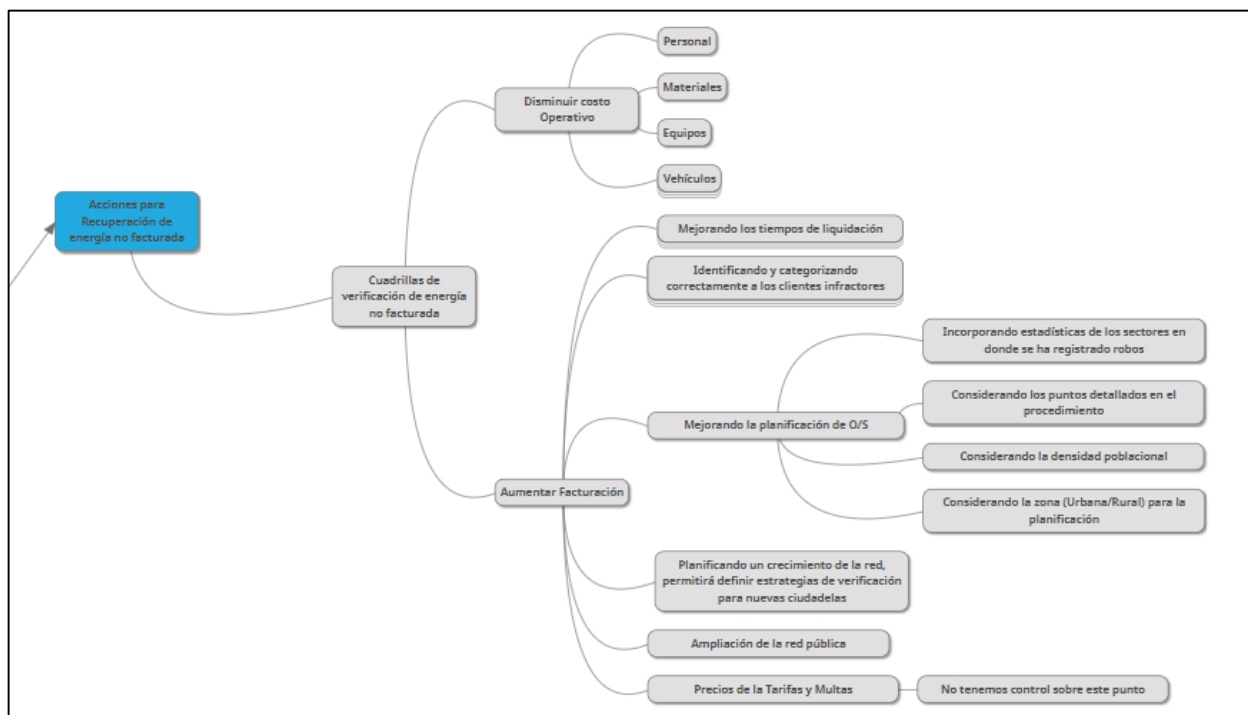 Acciones para
Recuperación de
energía no facturada
Cuadrillas de
verificación de energía
no facturada
Disminuir costo
Operativo
Personal
Materiales
Equipos
Vehículos
Aumentar Facturación
Mejorando los tiempos de liquidación
Identificando y categorizando
correctamente a los clientes infractores
Mejorando la planificación de O/S
Incorporando estadísticas de los sectores en
donde se ha registrado robos
Considerando los puntos detallados en el
procedimiento
Considerando la densidad poblacional
Considerando la zona (Urbana/Rural) para la
planificación
Planificando un crecimiento de la red,
permitirá definir estrategias de verificación
para nuevas ciudadelas
Ampliación de la red pública
Precios de la Tarifas y Multas
No tenemos control sobre este punto